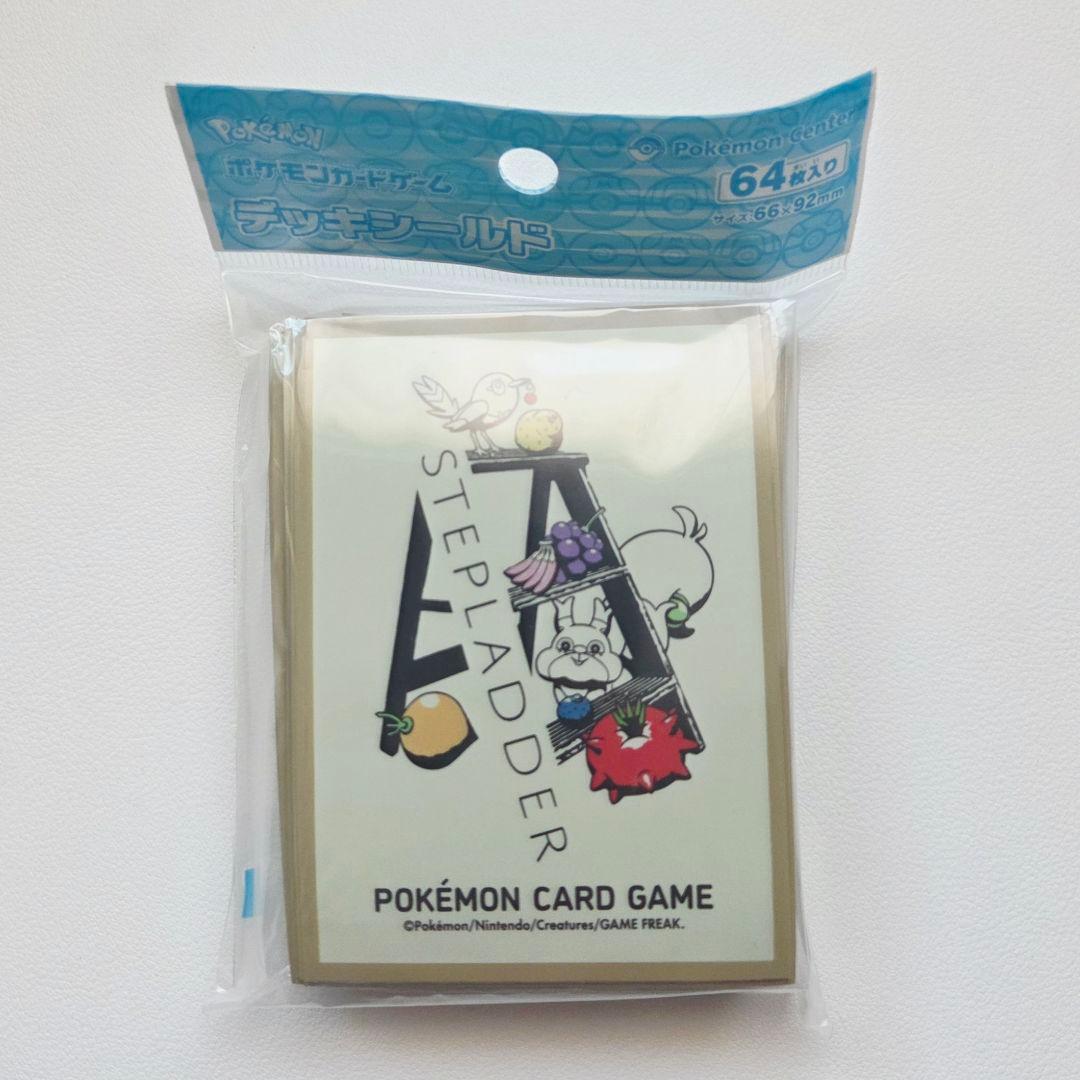 Pokémon
ポケモンカードゲーム
デッキシールド
Pokémon Center
64枚入り
サイズ:66×92mm
STEPLADDER
POKÉMON CARD GAME
©Pokémon/Nintendo/Creatures/GAME FREAK.